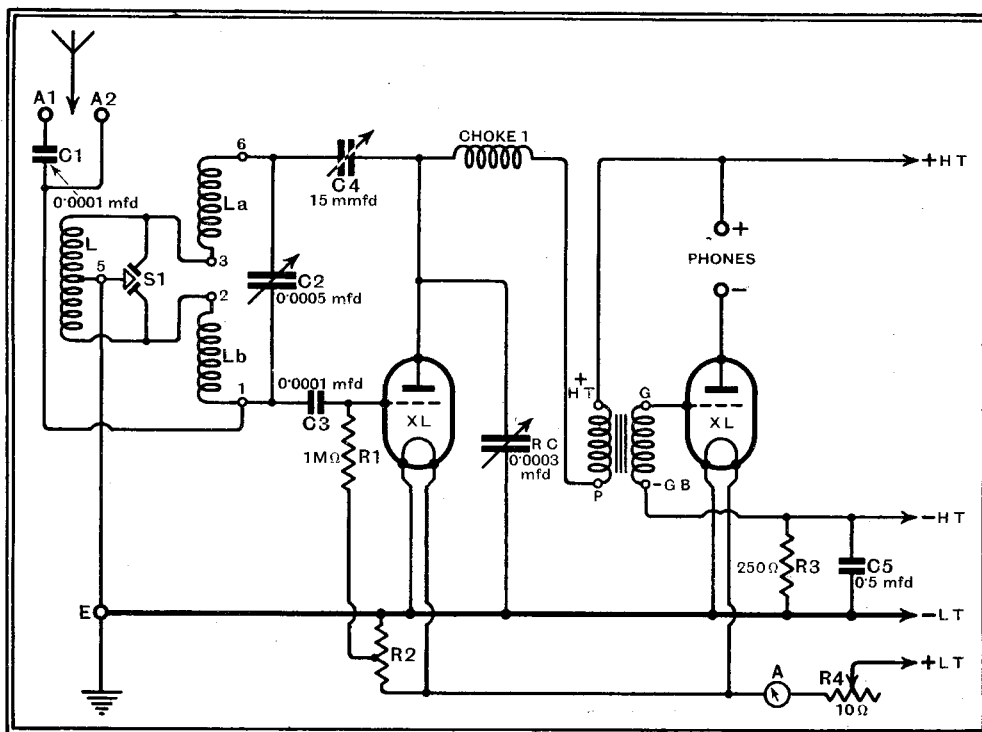 A1
A2
C1
0·0001 mfd
L
5
S1
6
La
3
2
Lb
1
C4
15 mmfd
C2
0·0005 mfd
0·0001 mfd
C3
1MΩ
R1
XL
CHOKE 1
RC
0·0003
mfd
+
HT
P
G
-GB
+HT
+
PHONES
−
XL
−HT
250Ω
R3
C5
0·5 mfd
E
−LT
R2
+LT
A
R4
10Ω